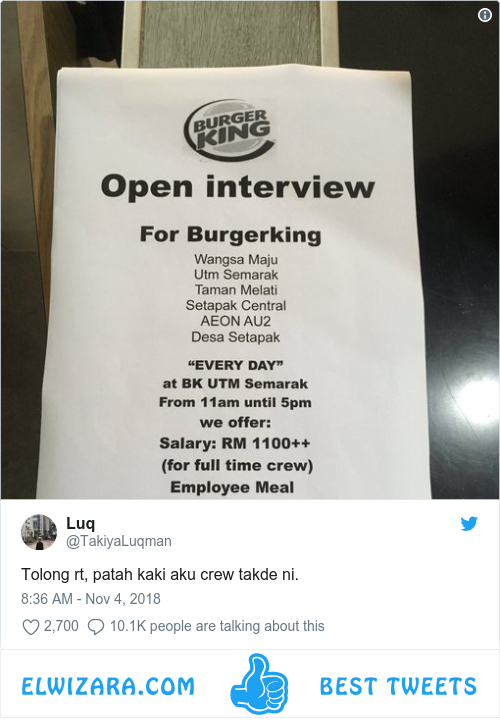 BURGER
KING
Open interview
For Burgerking
Wangsa Maju
Utm Semarak
Taman Melati
Setapak Central
AEON AU2
Desa Setapak
“EVERY DAY”
at BK UTM Semarak
From 11am until 5pm
we offer:
Salary: RM 1100++
(for full time crew)
Employee Meal
Luq
@TakiyaLuqman
Tolong rt, patah kaki aku crew takde ni.
8:36 AM - Nov 4, 2018
2,700 10.1K people are talking about this
ELWIZARA.COM BEST TWEETS